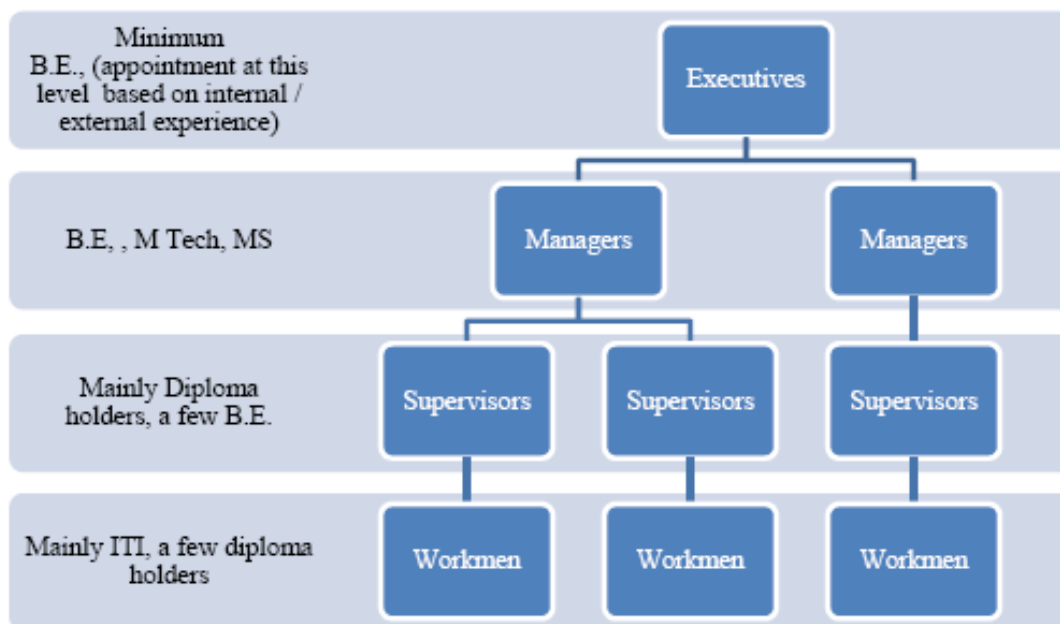 Minimum
B.E., (appointment at this
level based on internal /
external experience)
Executives
B.E, , M Tech, MS
Managers
Managers
Mainly Diploma
holders, a few B.E.
Supervisors
Supervisors
Supervisors
Mainly ITI, a few diploma
holders
Workmen
Workmen
Workmen